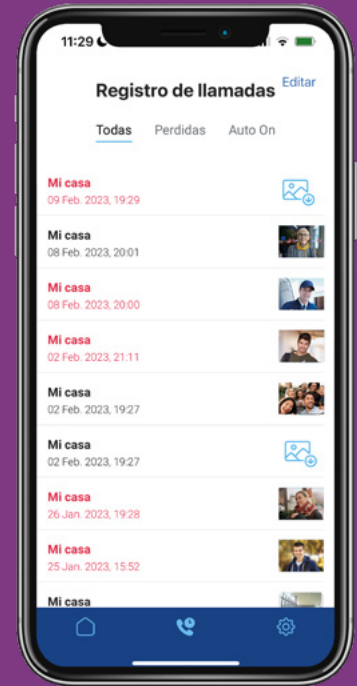 11:29
Registro de llamadas
Editar
Todas Perdidas Auto On
Mi casa
09 Feb. 2023, 19:29
Mi casa
08 Feb. 2023, 20:01
Mi casa
08 Feb. 2023, 20:00
Mi casa
02 Feb. 2023, 21:11
Mi casa
02 Feb. 2023, 19:27
Mi casa
02 Feb. 2023, 19:27
Mi casa
26 Jan. 2023, 19:28
Mi casa
25 Jan. 2023, 15:52
Mi casa